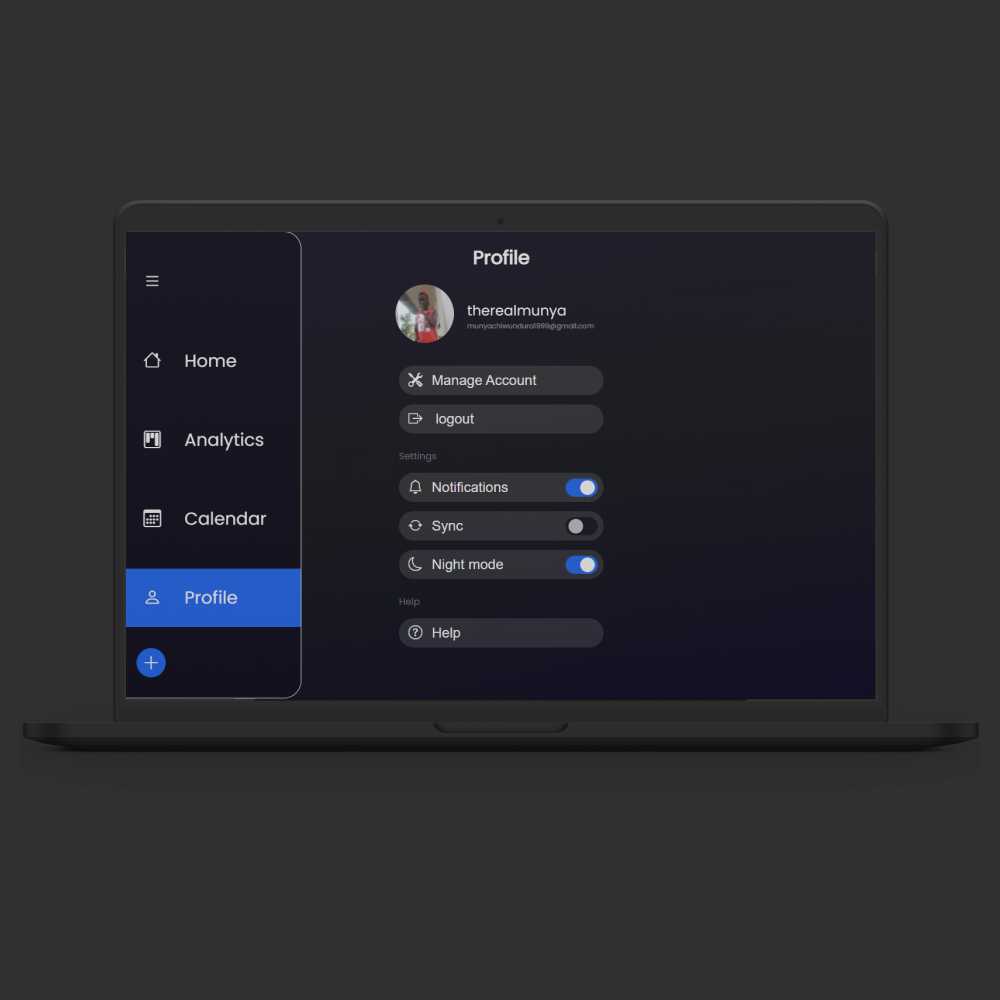 Home
Analytics
Calendar
Profile
Profile
therealmunya
munyachiwundura1999@gmail.com
Manage Account
logout
Settings
Notifications
Sync
Night mode
Help
Help